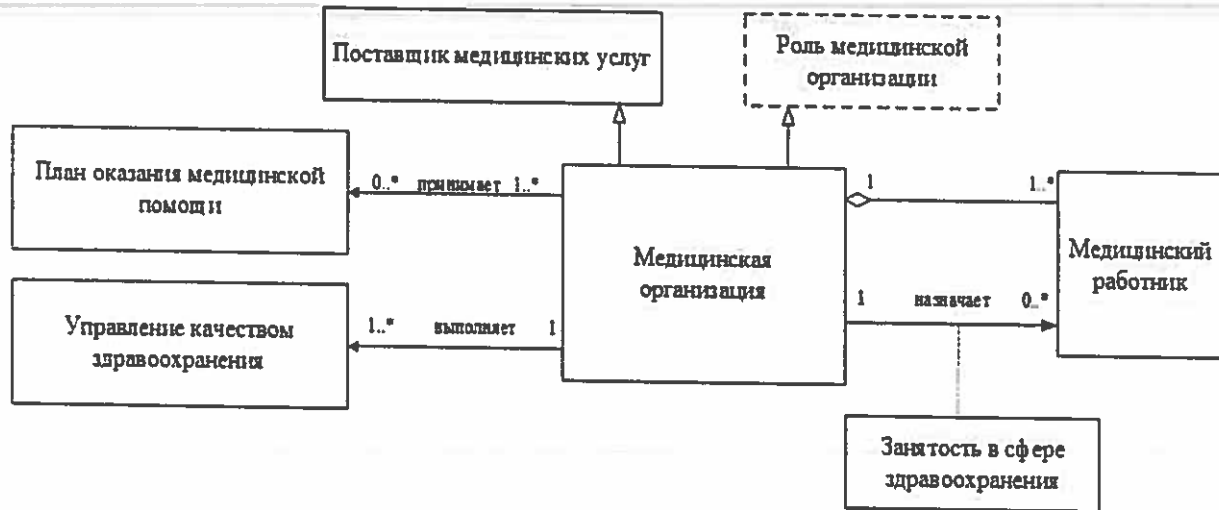 Поставщик медицинских услуг
Роль медицинской
организации
План оказания медицинской
помощи
0..* принимает 1..*
Медицинская
организация
1
1..*
Медицинский
работник
Управление качеством
здравоохранения
1..* выполняет 1
1 назначает 0..*
Занятость в сфере
здравоохранения